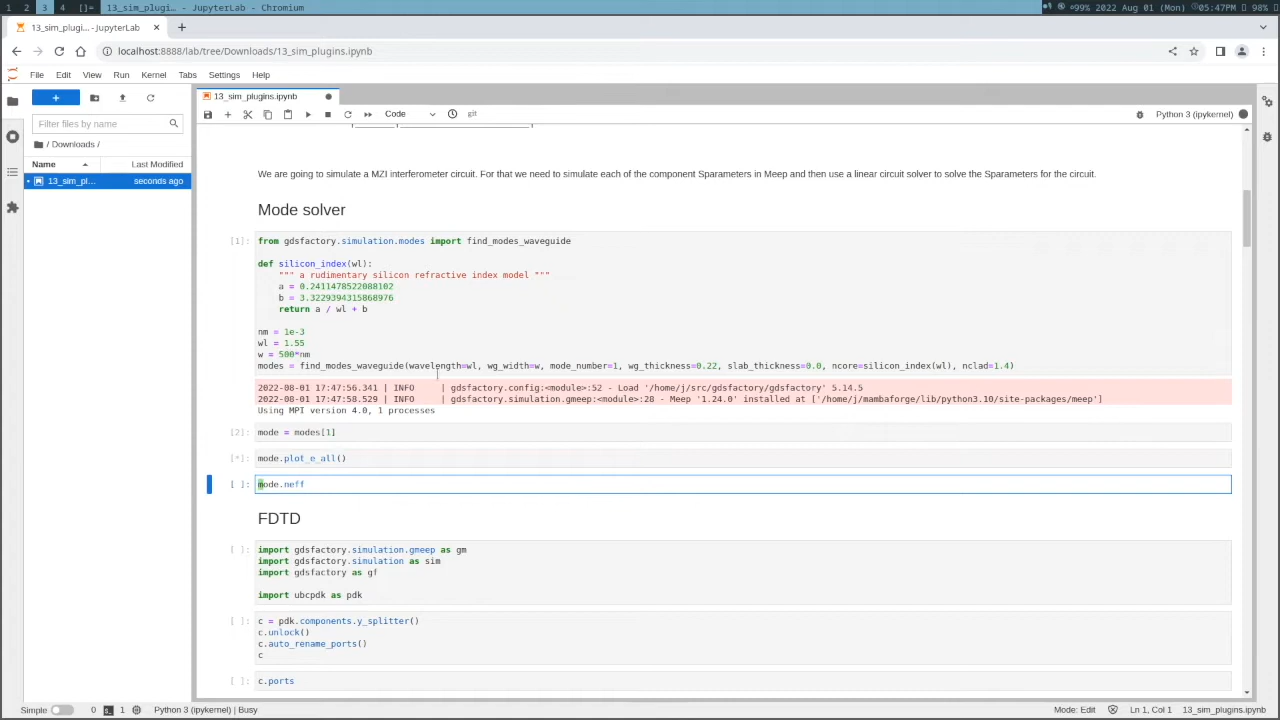 1 2 3 4 []= 13_sim_plugi... - JupyterLab - Chromium
99% 2022 Aug 01 (Mon) 05:47PM 98%
13_sim_plugi... - JupyterLab
localhost:8888/lab/tree/Downloads/13_sim_plugins.ipynb
File Edit View Run Kernel Tabs Settings Help
13_sim_plugins.ipynb
Code
git
Python 3 (ipykernel)
Filter files by name
/ Downloads /
Name Last Modified
13_sim_pl... seconds ago
We are going to simulate a MZI interferometer circuit. For that we need to simulate each of the component Sparameters in Meep and then use a linear circuit solver to solve the Sparameters for the circuit.
Mode solver
[1]: from gdsfactory.simulation.modes import find_modes_waveguide
def silicon_index(wl):
""" a rudimentary silicon refractive index model """
a = 0.2411478522088102
b = 3.3229394315868976
return a / wl + b
nm = 1e-3
wl = 1.55
w = 500*nm
modes = find_modes_waveguide(wavelength=wl, wg_width=w, mode_number=1, wg_thickness=0.22, slab_thickness=0.0, ncore=silicon_index(wl), nclad=1.4)
2022-08-01 17:47:56.341 | INFO | gdsfactory.config:<module>:52 - Load '/home/j/src/gdsfactory/gdsfactory' 5.14.5
2022-08-01 17:47:58.529 | INFO | gdsfactory.simulation.gmeep:<module>:28 - Meep '1.24.0' installed at ['/home/j/mambaforge/lib/python3.10/site-packages/meep']
Using MPI version 4.0, 1 processes
[2]: mode = modes[1]
[*]: mode.plot_e_all()
[ ]: mode.neff
FDTD
[ ]: import gdsfactory.simulation.gmeep as gm
import gdsfactory.simulation as sim
import gdsfactory as gf
import ubcpdk as pdk
[ ]: c = pdk.components.y_splitter()
c.unlock()
c.auto_rename_ports()
c
[ ]: c.ports
Simple 0 1 Python 3 (ipykernel) | Busy
Mode: Edit Ln 1, Col 1 13_sim_plugins.ipynb